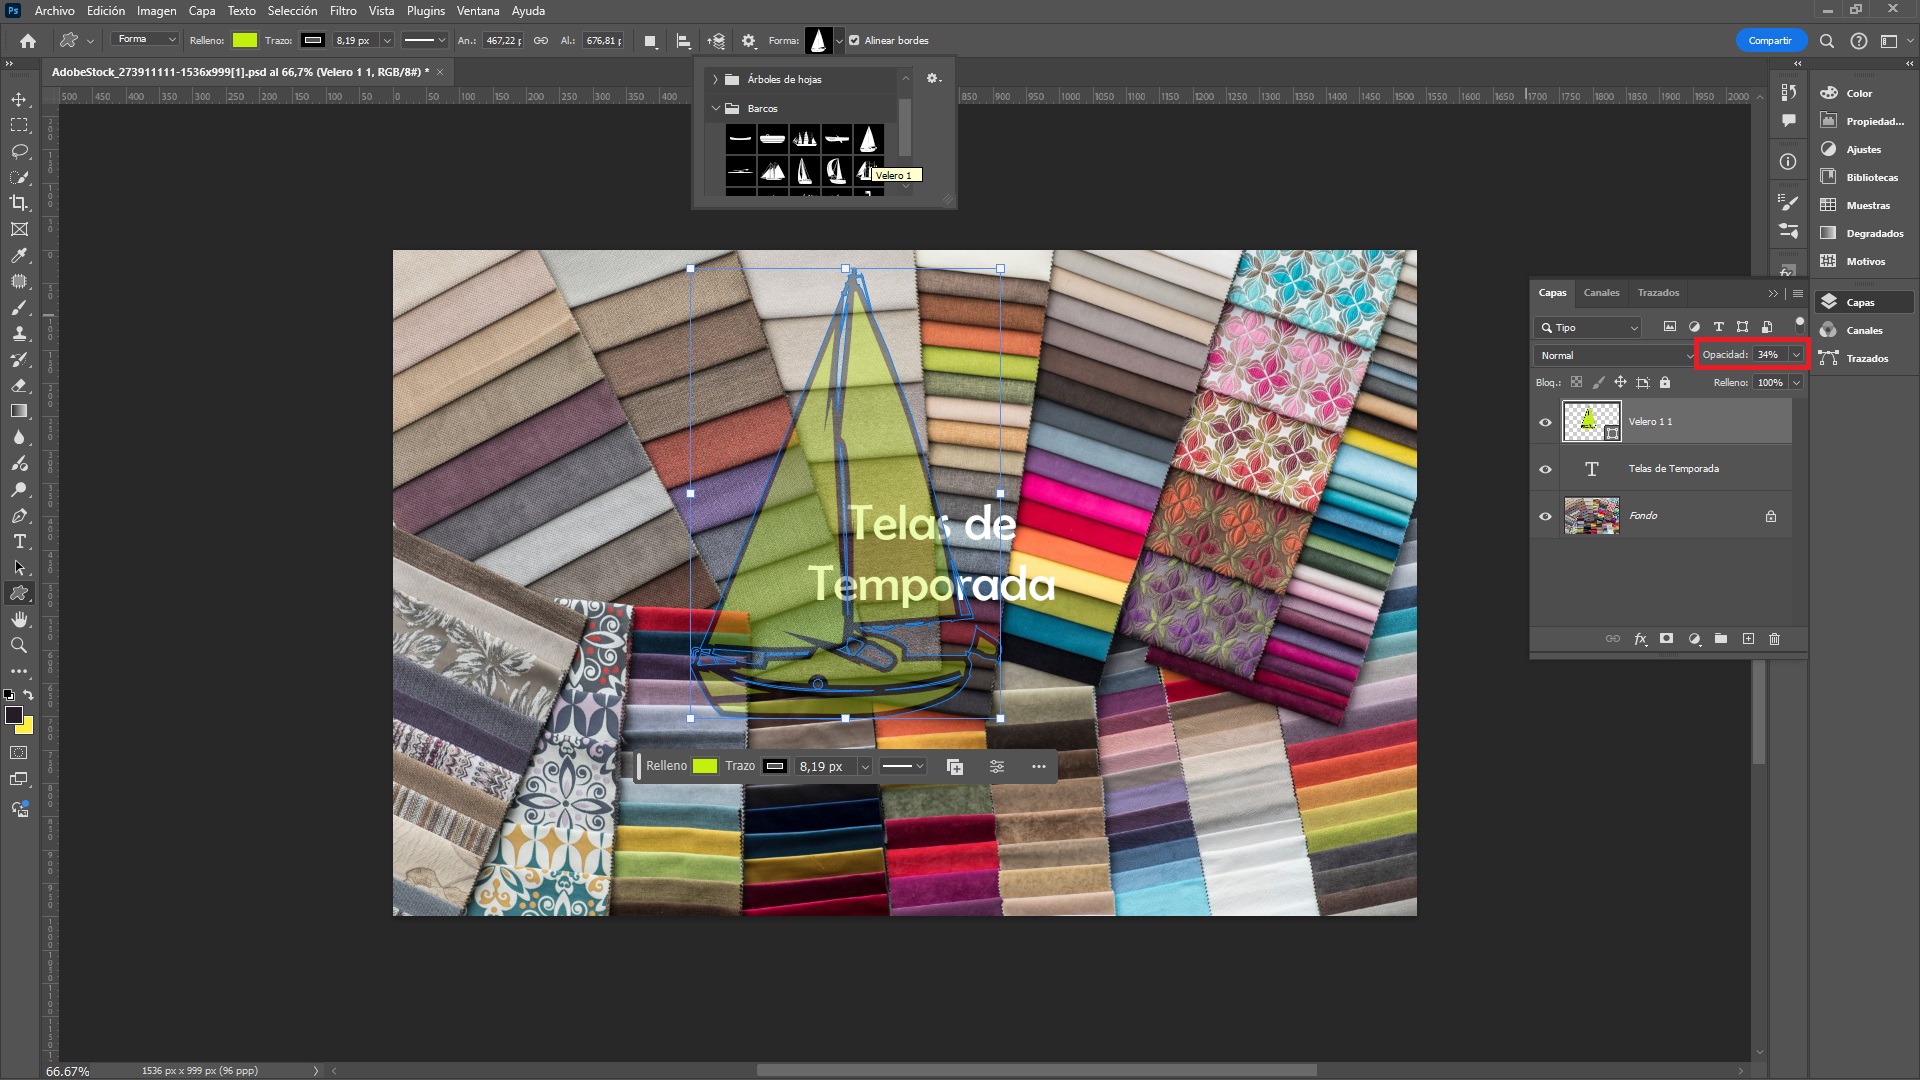 Archivo Edición Imagen Capa Texto Selección Filtro Vista Plugins Ventana Ayuda
Forma Relleno: Trazo: 8,19 px An.: 467,22 p Al.: 676,81 p Forma: Alinear bordes Compartir
AdobeStock_273911111-1536x999[1].psd al 66,7% (Velero 1 1, RGB/8#) * ×
500 450 400 350 300 250 200 150 100 50 0 50 100 150 200 250 300 350 400 850 900 950 1000 1050 1100 1150 1200 1250 1300 1350 1400 1450 1500 1550 1600 1650 1700 1750 1800 1850 1900 1950 2000
Árboles de hojas
Barcos
Velero 1
Color
Propiedad...
Ajustes
Bibliotecas
Muestras
Degradados
Motivos
Capas
Canales
Trazados
Capas Canales Trazados
Tipo
Normal Opacidad: 34%
Bloq.: Relleno: 100%
Velero 1 1
Telas de Temporada
Fondo
Telas de
Temporada
Relleno Trazo 8,19 px
66.67% 1536 px x 999 px (96 ppp)